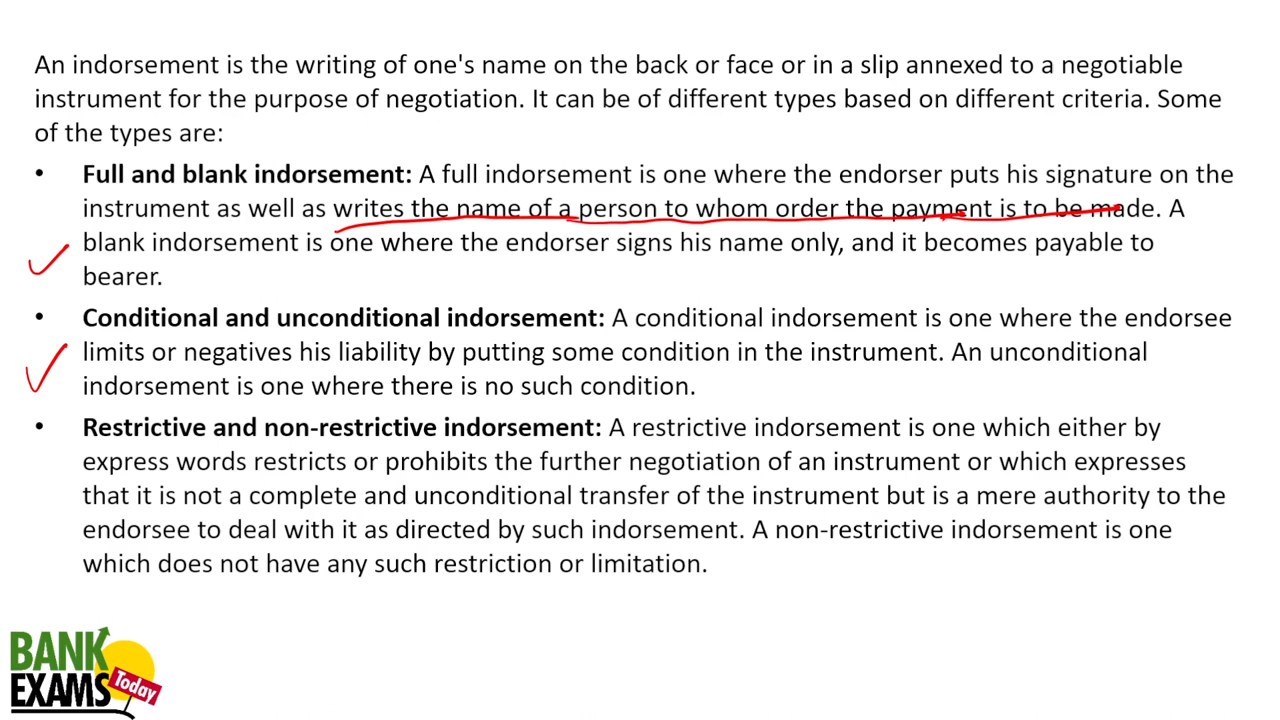 An indorsement is the writing of one's name on the back or face or in a slip annexed to a negotiable
instrument for the purpose of negotiation. It can be of different types based on different criteria. Some
of the types are:
• Full and blank indorsement: A full indorsement is one where the endorser puts his signature on the
instrument as well as writes the name of a person to whom order the payment is to be made. A
blank indorsement is one where the endorser signs his name only, and it becomes payable to
bearer.
• Conditional and unconditional indorsement: A conditional indorsement is one where the endorsee
limits or negatives his liability by putting some condition in the instrument. An unconditional
indorsement is one where there is no such condition.
• Restrictive and non-restrictive indorsement: A restrictive indorsement is one which either by
express words restricts or prohibits the further negotiation of an instrument or which expresses
that it is not a complete and unconditional transfer of the instrument but is a mere authority to the
endorsee to deal with it as directed by such indorsement. A non-restrictive indorsement is one
which does not have any such restriction or limitation.
BANK
EXAMS Today